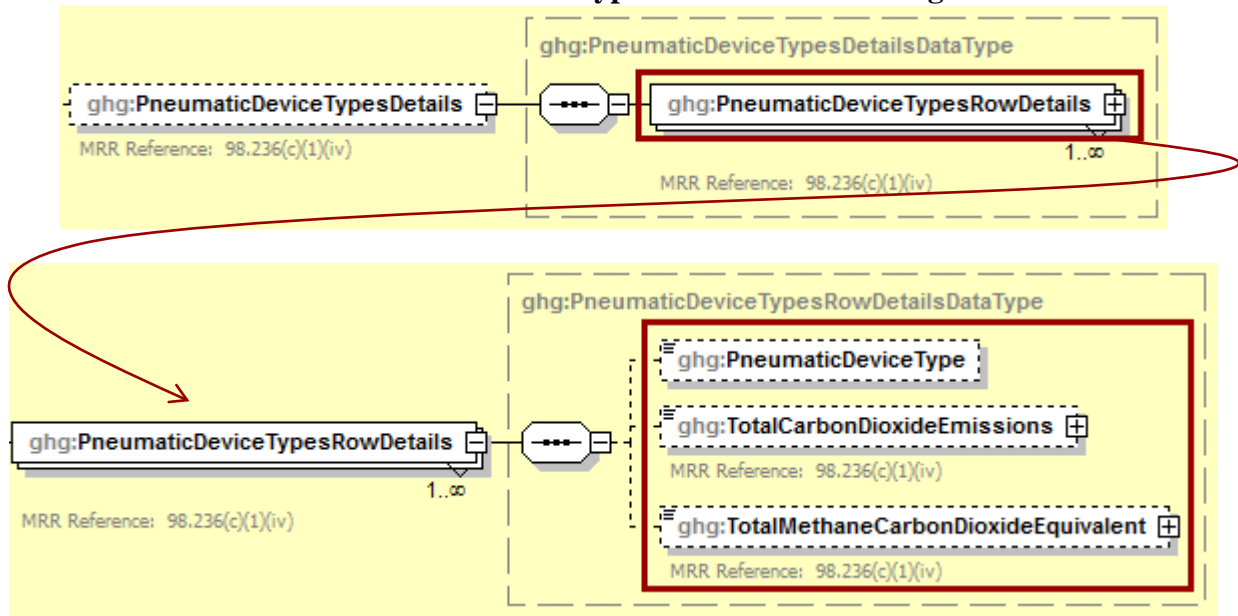 ghg:PneumaticDeviceTypesDetailsDataType
ghg:PneumaticDeviceTypesDetails
ghg:PneumaticDeviceTypesRowDetails
MRR Reference: 98.236(c)(1)(iv)
1..∞
MRR Reference: 98.236(c)(1)(iv)
ghg:PneumaticDeviceTypesRowDetailsDataType
ghg:PneumaticDeviceType
ghg:TotalCarbonDioxideEmissions
ghg:PneumaticDeviceTypesRowDetails
MRR Reference: 98.236(c)(1)(iv)
1..∞
MRR Reference: 98.236(c)(1)(iv)
ghg:TotalMethaneCarbonDioxideEquivalent
MRR Reference: 98.236(c)(1)(iv)